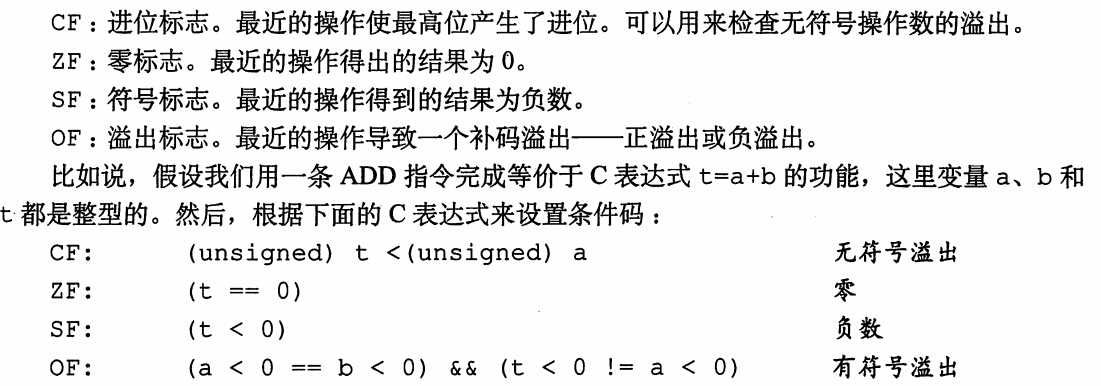 CF：进位标志。最近的操作使最高位产生了进位。可以用来检查无符号操作数的溢出。
ZF：零标志。最近的操作得出的结果为 0。
SF：符号标志。最近的操作得到的结果为负数。
OF：溢出标志。最近的操作导致一个补码溢出——正溢出或负溢出。
比如说，假设我们用一条 ADD 指令完成等价于 C 表达式 t=a+b 的功能，这里变量 a、b 和
t 都是整型的。然后，根据下面的 C 表达式来设置条件码：
CF: (unsigned) t <(unsigned) a 无符号溢出
ZF: (t == 0) 零
SF: (t < 0) 负数
OF: (a < 0 == b < 0) && (t < 0 != a < 0) 有符号溢出